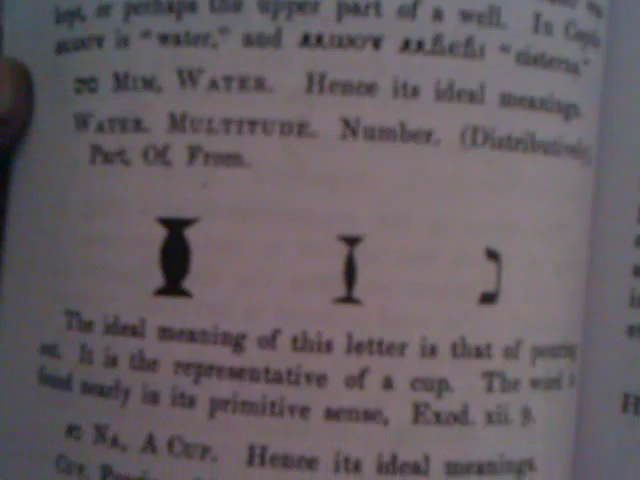 kept, or perhaps the upper part of a well. In
is "water," and "cisterns."
MIM, WATER. Hence its ideal meanings.
WATER. MULTITUDE. Number. (Distributively)
Part, Of, From.
נ
The ideal meaning of this letter is that of pouring
out. It is the representative of a cup. The word is
found nearly in its primitive sense, Exod. xii. 9.
NA, A CUP. Hence its ideal meanings
CUP,